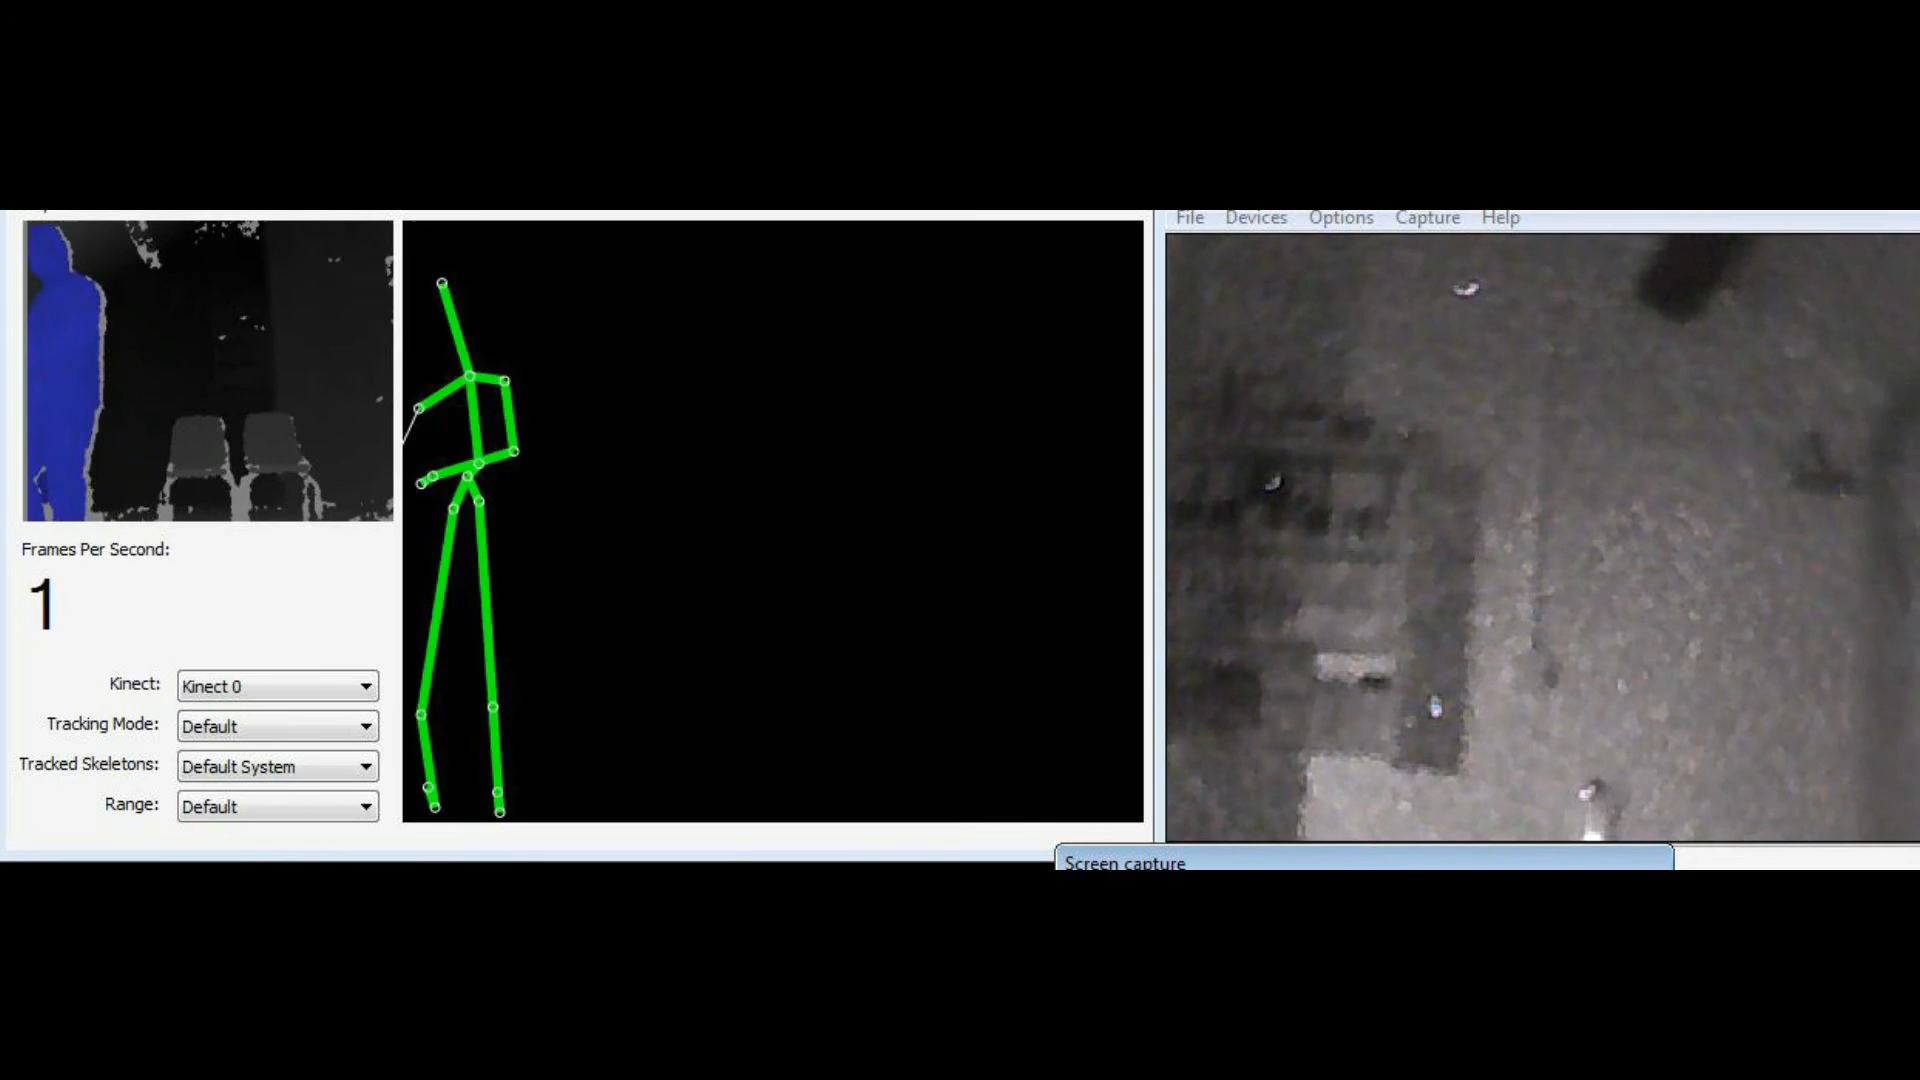 File Devices Options Capture Help
Frames Per Second:
1
Kinect: Kinect 0
Tracking Mode: Default
Tracked Skeletons: Default System
Range: Default
Screen capture